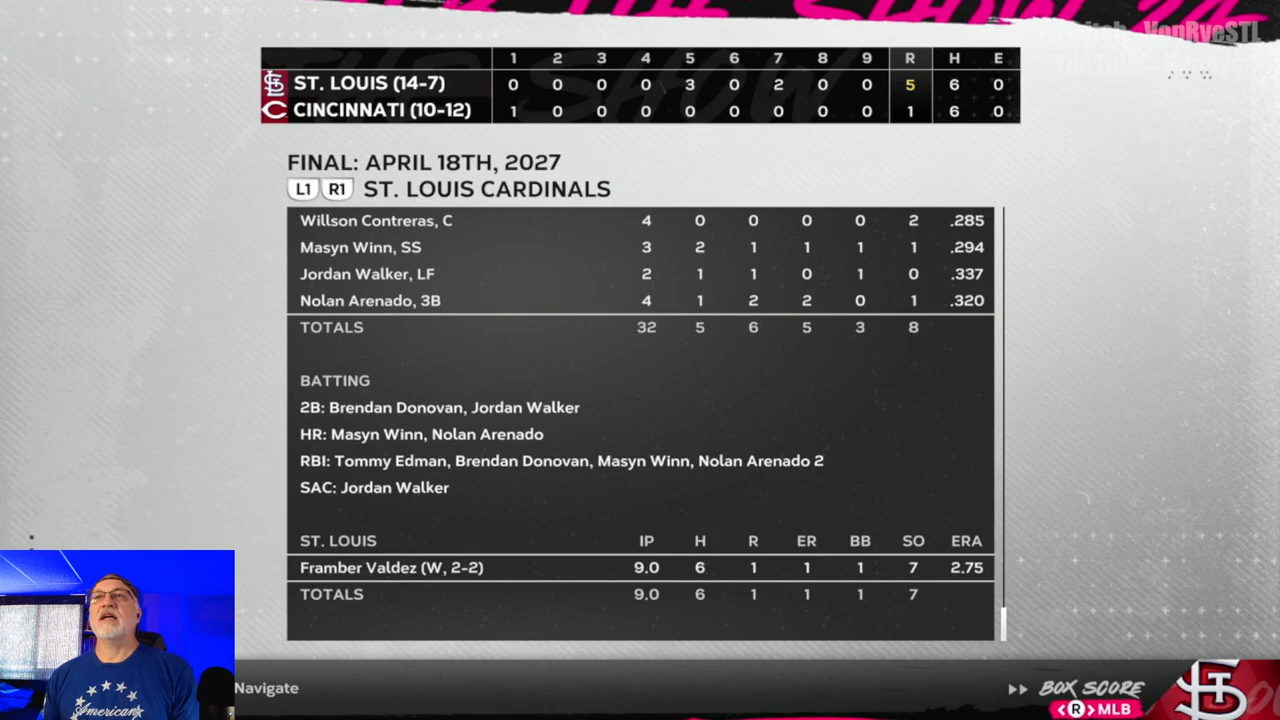 THE SHOW 24
Twitch VonRyeSTL
YouTube
1 2 3 4 5 6 7 8 9 R H E
ST. LOUIS (14-7) 0 0 0 0 3 0 2 0 0 5 6 0
CINCINNATI (10-12) 1 0 0 0 0 0 0 0 0 1 6 0
FINAL: APRIL 18TH, 2027
L1 R1 ST. LOUIS CARDINALS
Willson Contreras, C 4 0 0 0 0 2 .285
Masyn Winn, SS 3 2 1 1 1 1 .294
Jordan Walker, LF 2 1 1 0 1 0 .337
Nolan Arenado, 3B 4 1 2 2 0 1 .320
TOTALS 32 5 6 5 3 8
BATTING
2B: Brendan Donovan, Jordan Walker
HR: Masyn Winn, Nolan Arenado
RBI: Tommy Edman, Brendan Donovan, Masyn Winn, Nolan Arenado 2
SAC: Jordan Walker
ST. LOUIS IP H R ER BB SO ERA
Framber Valdez (W, 2-2) 9.0 6 1 1 1 7 2.75
TOTALS 9.0 6 1 1 1 7
American
Navigate
BOX SCORE
<R> MLB